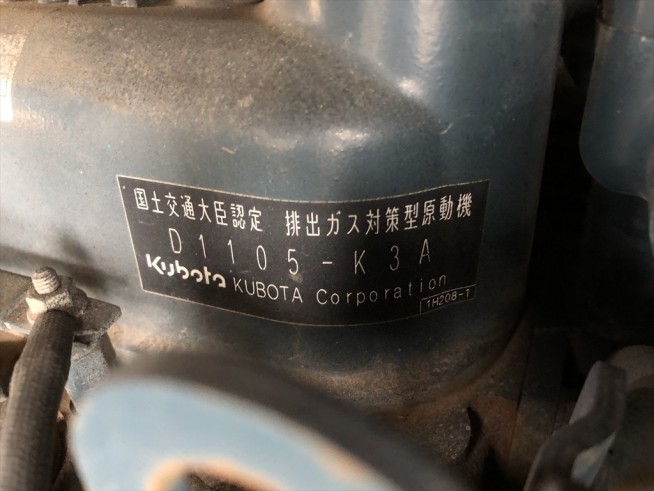 国土交通大臣認定 排出ガス対策型原動機
D1105-K3A
Kubota KUBOTA Corporation
1H208-1